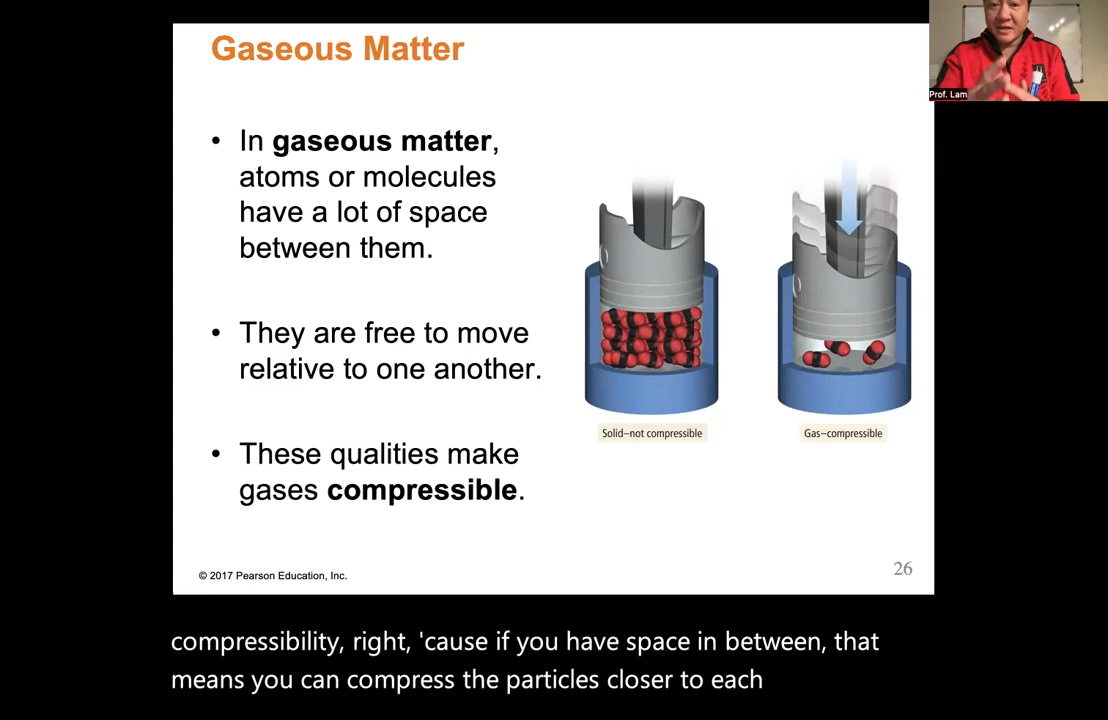 Gaseous Matter
Prof. Lam
• In gaseous matter,
atoms or molecules
have a lot of space
between them.
• They are free to move
relative to one another.
• These qualities make
gases compressible.
Solid–not compressible
Gas–compressible
© 2017 Pearson Education, Inc.
26
compressibility, right, 'cause if you have space in between, that
means you can compress the particles closer to each